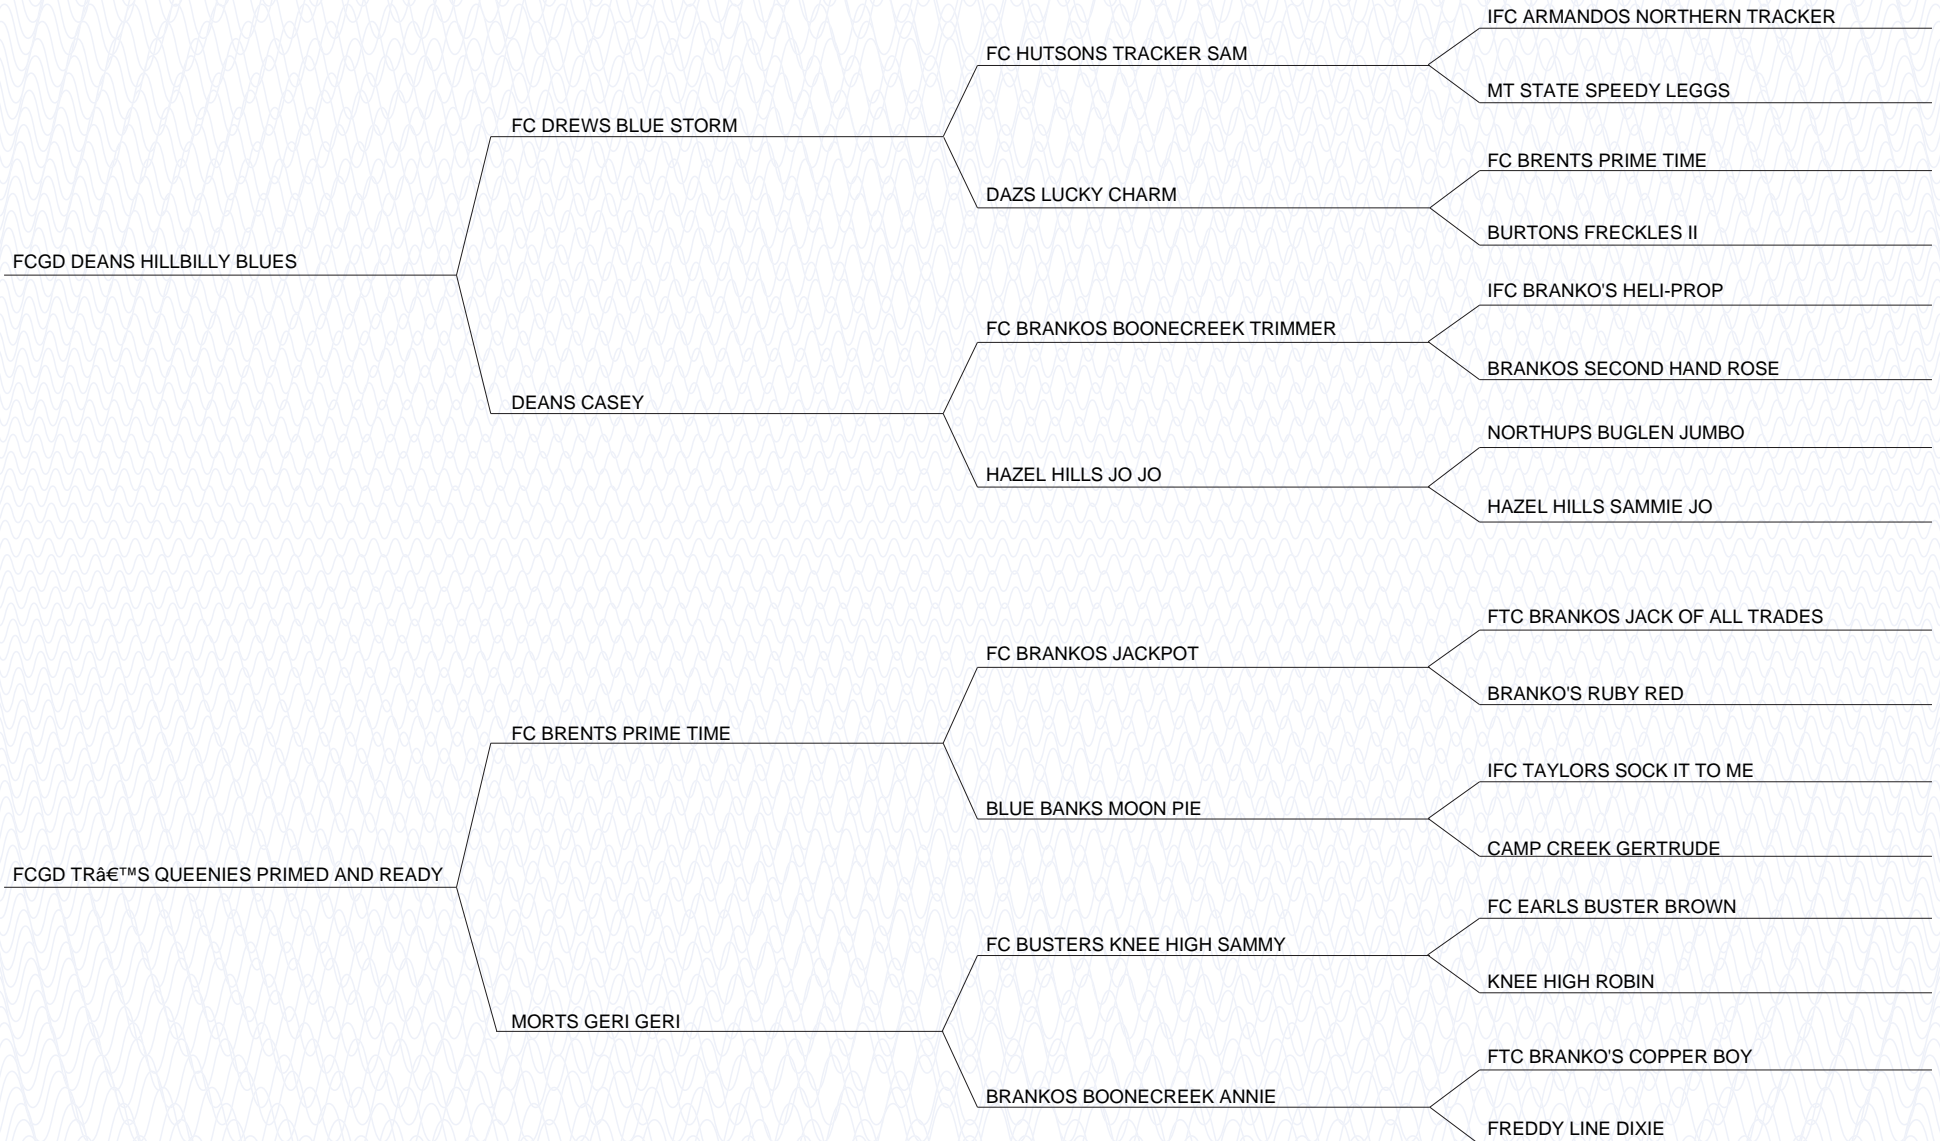 IFC ARMANDOS NORTHERN TRACKER
FC HUTSONS TRACKER SAM
MT STATE SPEEDY LEGGS
FC DREWS BLUE STORM
FC BRENTS PRIME TIME
DAZS LUCKY CHARM
BURTONS FRECKLES II
FCGD DEANS HILLBILLY BLUES
IFC BRANKO'S HELI-PROP
FC BRANKOS BOONECREEK TRIMMER
BRANKOS SECOND HAND ROSE
DEANS CASEY
NORTHUPS BUGLEN JUMBO
HAZEL HILLS JO JO
HAZEL HILLS SAMMIE JO
FTC BRANKOS JACK OF ALL TRADES
FC BRANKOS JACKPOT
BRANKO'S RUBY RED
FC BRENTS PRIME TIME
IFC TAYLORS SOCK IT TO ME
BLUE BANKS MOON PIE
CAMP CREEK GERTRUDE
FCGD TRâ€™S QUEENIES PRIMED AND READY
FC EARLS BUSTER BROWN
FC BUSTERS KNEE HIGH SAMMY
KNEE HIGH ROBIN
MORTS GERI GERI
FTC BRANKO'S COPPER BOY
BRANKOS BOONECREEK ANNIE
FREDDY LINE DIXIE